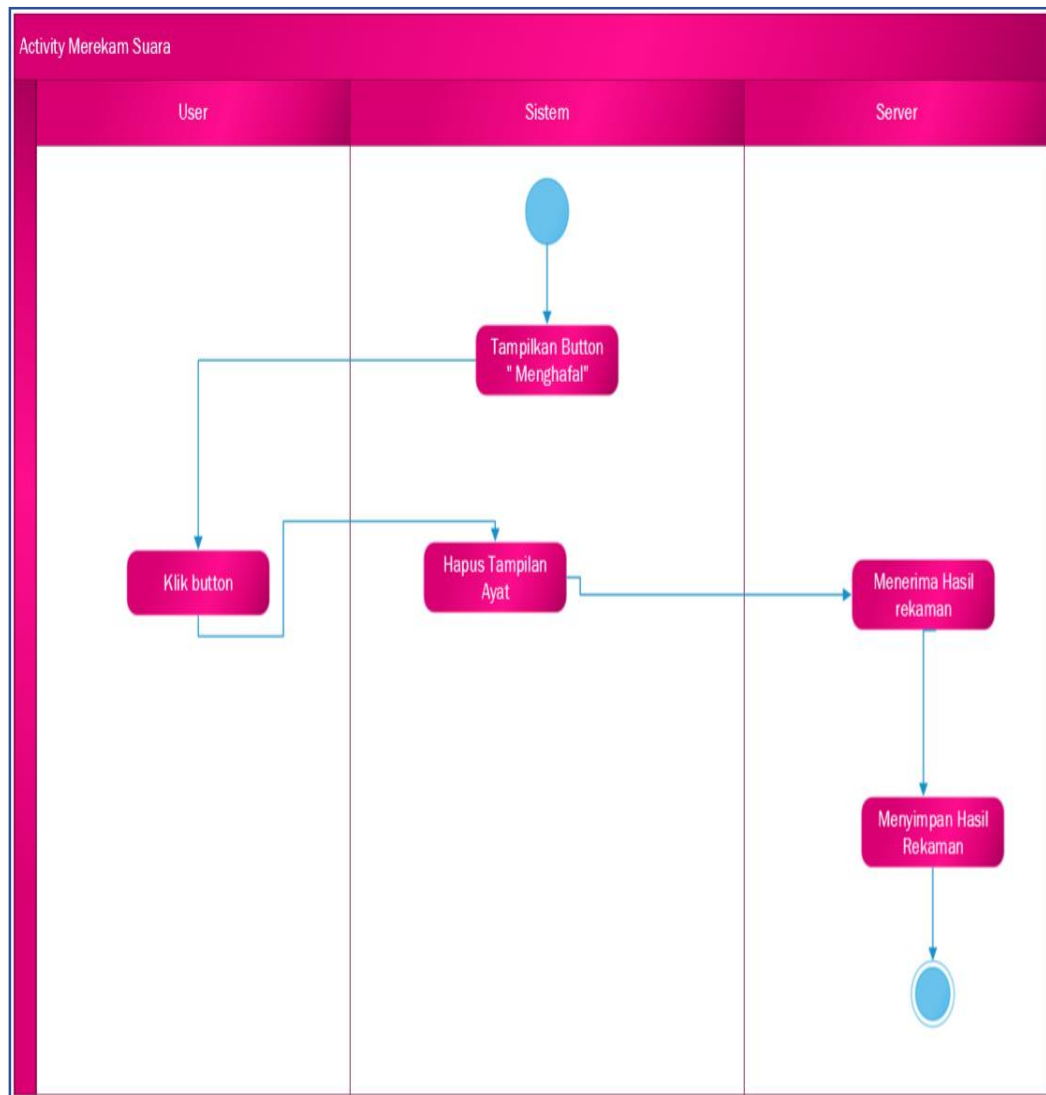 Activity Merekam Suara
User
Sistem
Server
Tampilkan Button
" Menghafal"
Klik button
Hapus Tampilan
Ayat
Menerima Hasil
rekaman
Menyimpan Hasil
Rekaman